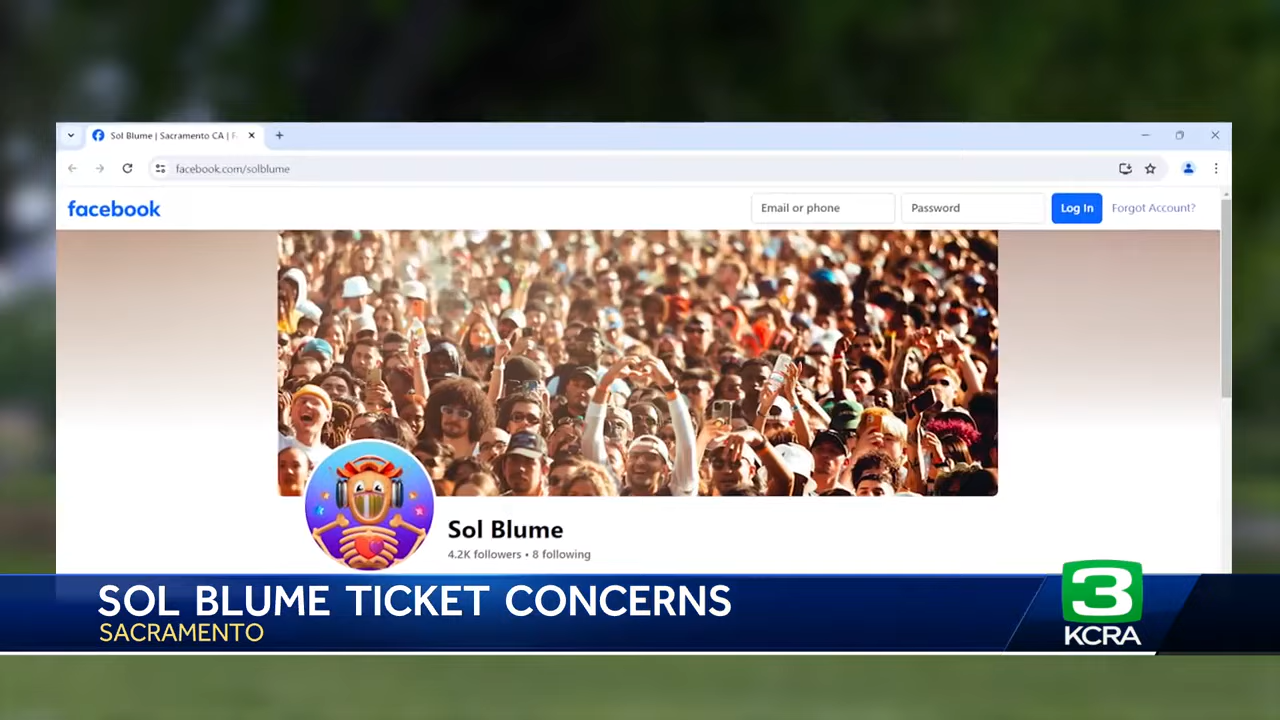 Sol Blume | Sacramento CA | F
facebook.com/solblume
facebook
Email or phone
Password
Log In
Forgot Account?
Sol Blume
4.2K followers • 8 following
SOL BLUME TICKET CONCERNS
SACRAMENTO
3
KCRA